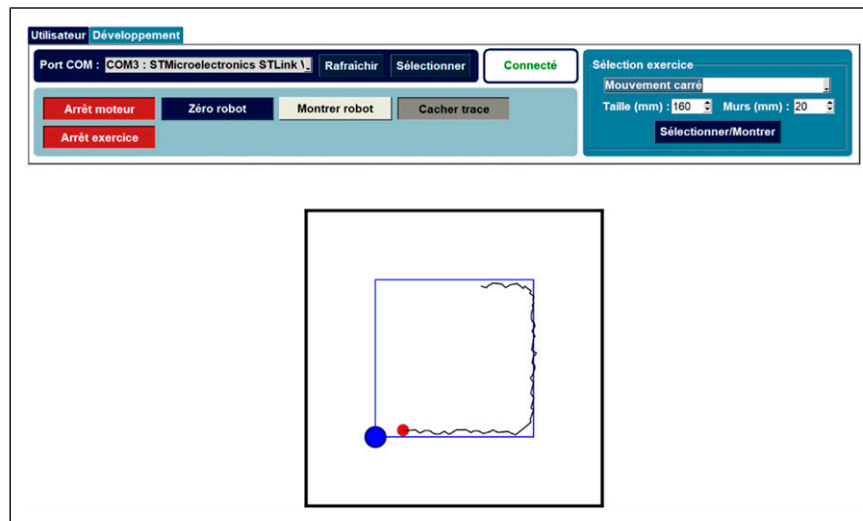 Utilisateur Développement
Port COM : COM3 : STMicroelectronics STLink Rafraichir Sélectionner Connecté
Sélection exercice
Mouvement carré
Taille (mm) : 160 Murs (mm) : 20
Sélectionner/Montrer
Arrêt moteur Zéro robot Montrer robot Cacher trace
Arrêt exercice